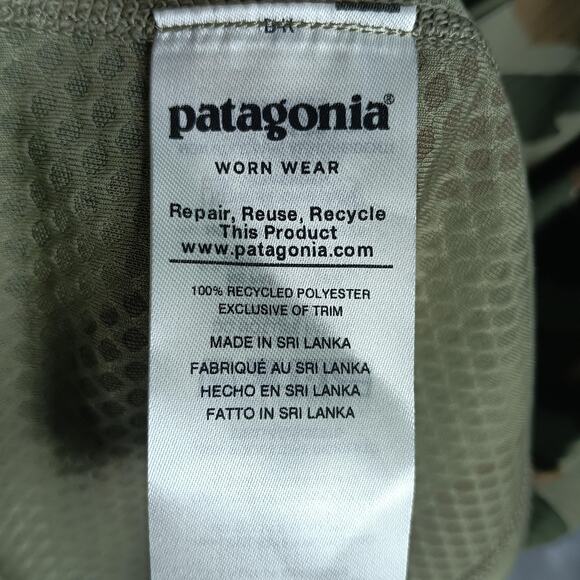 patagonia®
WORN WEAR
Repair, Reuse, Recycle
This Product
www.patagonia.com
100% RECYCLED POLYESTER
EXCLUSIVE OF TRIM
MADE IN SRI LANKA
FABRIQUÉ AU SRI LANKA
HECHO EN SRI LANKA
FATTO IN SRI LANKA